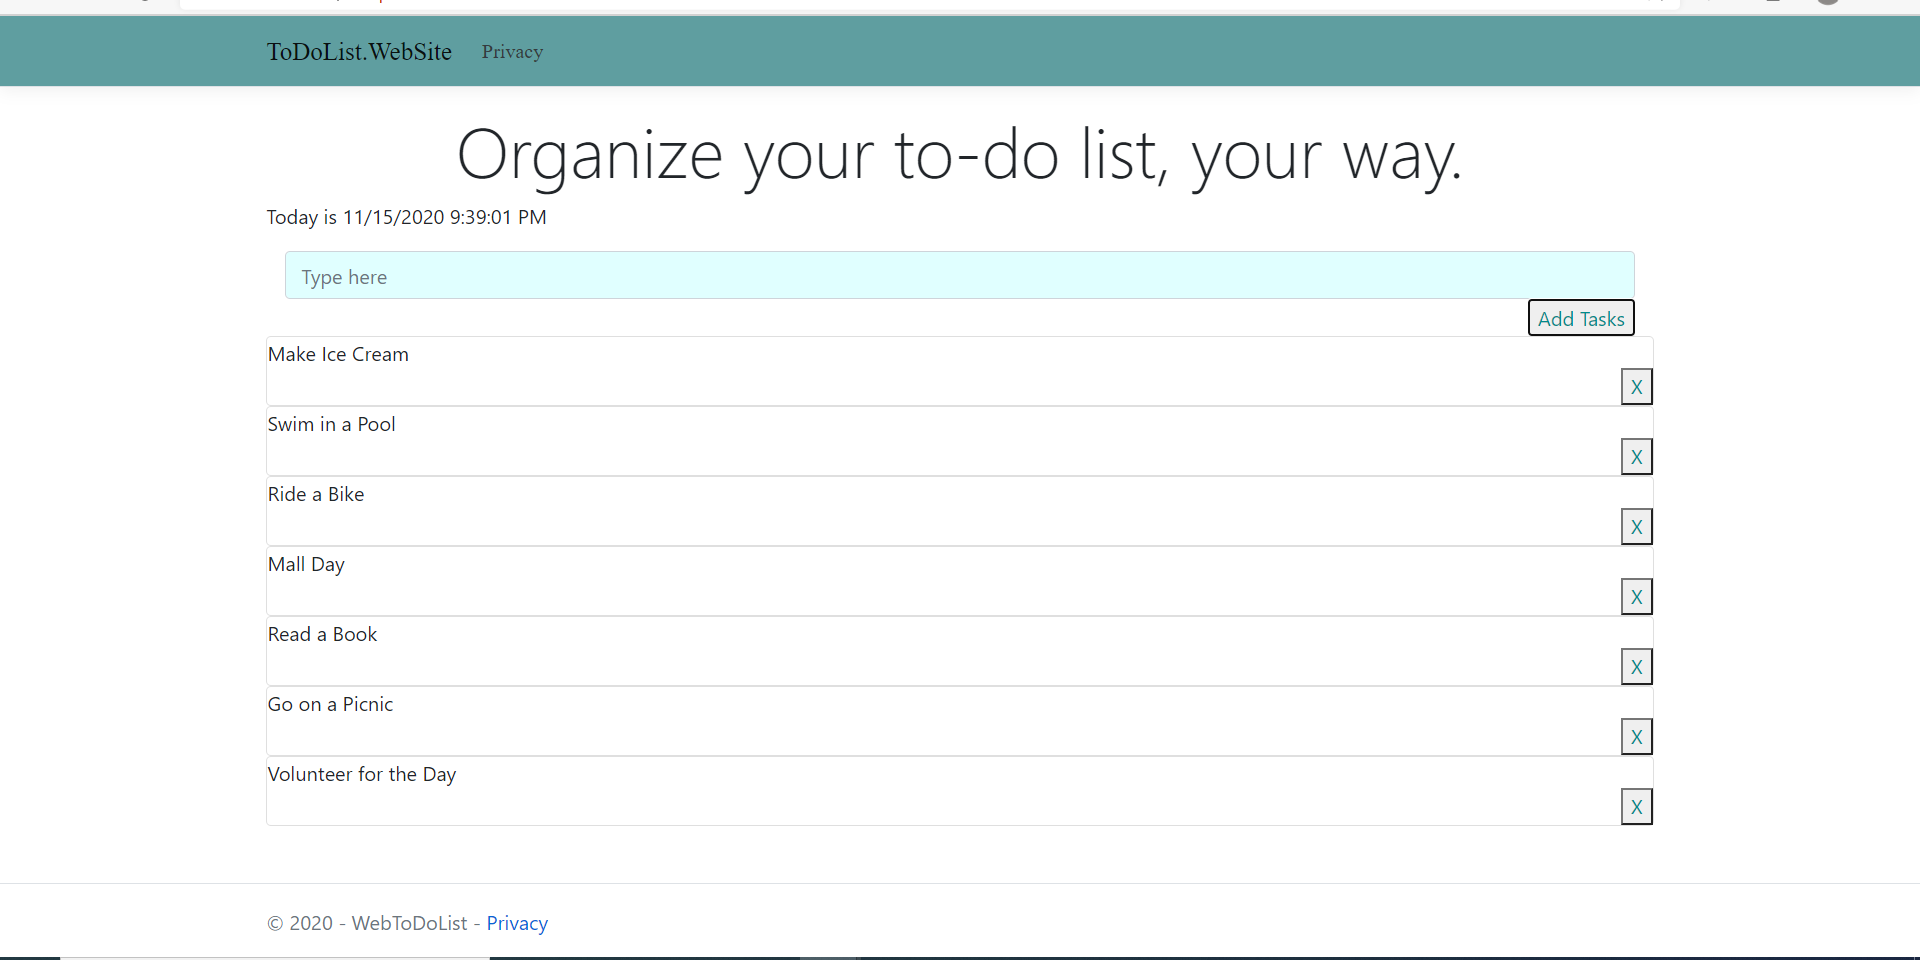 ToDoList.WebSite Privacy
Organize your to-do list, your way.
Today is 11/15/2020 9:39:01 PM
Type here
Add Tasks
Make Ice Cream
X
Swim in a Pool
X
Ride a Bike
X
Mall Day
X
Read a Book
X
Go on a Picnic
X
Volunteer for the Day
X
© 2020 - WebToDoList - Privacy